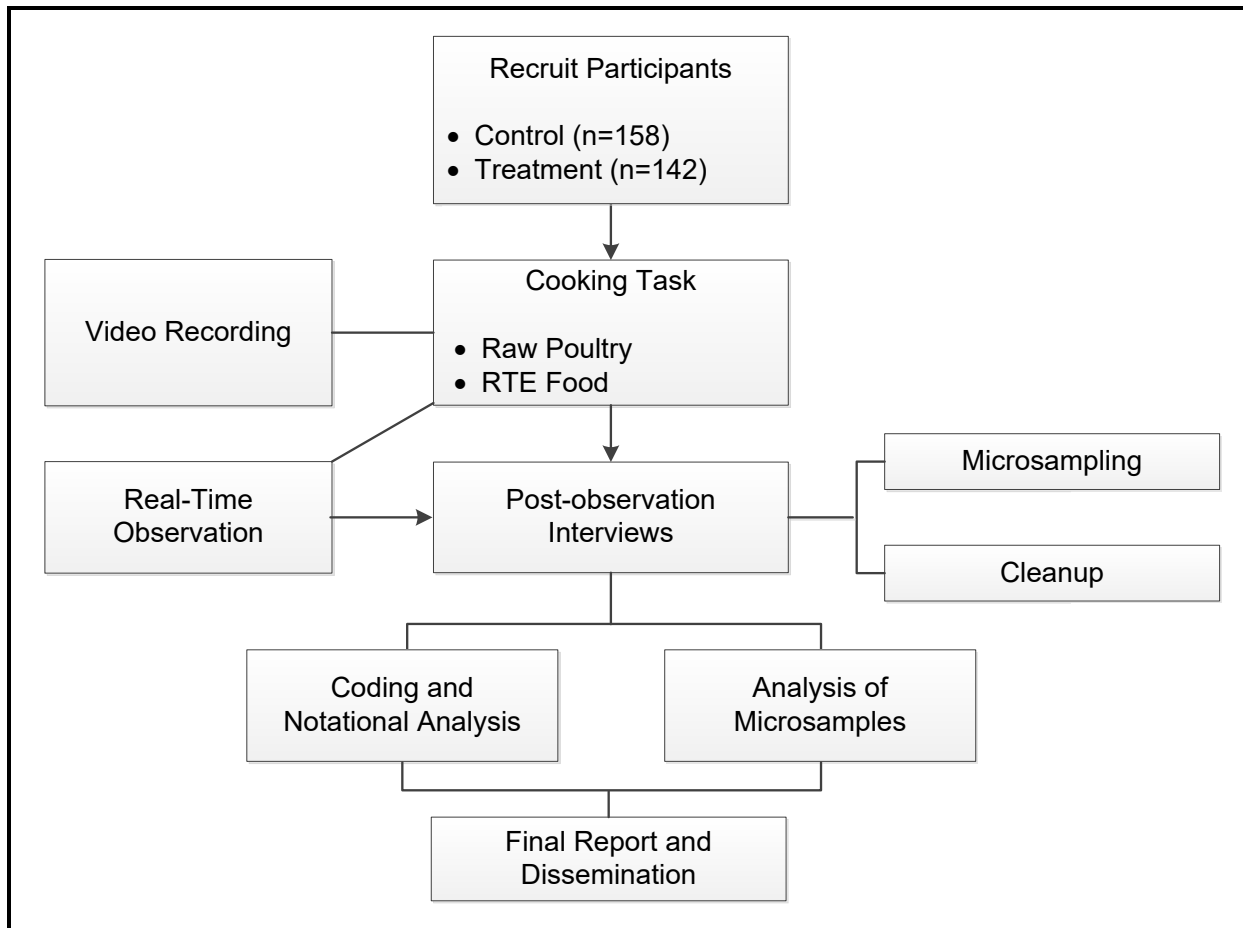 Recruit Participants
• Control (n=158)
• Treatment (n=142)
Video Recording
Cooking Task
• Raw Poultry
• RTE Food
Real-Time
Observation
Post-observation
Interviews
Microsampling
Cleanup
Coding and
Notational Analysis
Analysis of
Microsamples
Final Report and
Dissemination